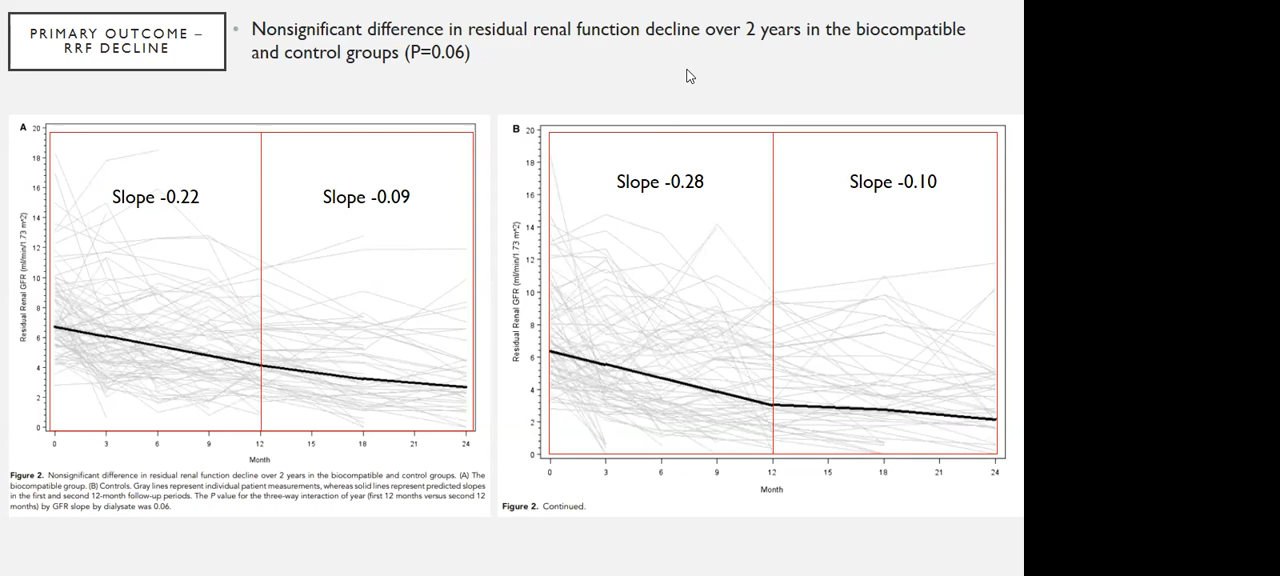 PRIMARY OUTCOME –
RRF DECLINE
• Nonsignificant difference in residual renal function decline over 2 years in the biocompatible
and control groups (P=0.06)
A
20
18
16
14
12
10
8
6
4
2
0
Residual Renal GFR (ml/min/1.73 m^2)
Slope -0.22
Slope -0.09
0 3 6 9 12 15 18 21 24
Month
Figure 2. Nonsignificant difference in residual renal function decline over 2 years in the biocompatible and control groups. (A) The
biocompatible group. (B) Controls. Gray lines represent individual patient measurements, whereas solid lines represent predicted slopes
in the first and second 12-month follow-up periods. The P value for the three-way interaction of year (first 12 months versus second 12
months) by GFR slope by dialysate was 0.06.
B
20
18
16
14
12
10
8
6
4
2
0
Residual Renal GFR (ml/min/1.73 m^2)
Slope -0.28
Slope -0.10
0 3 6 9 12 15 18 21 24
Month
Figure 2. Continued.